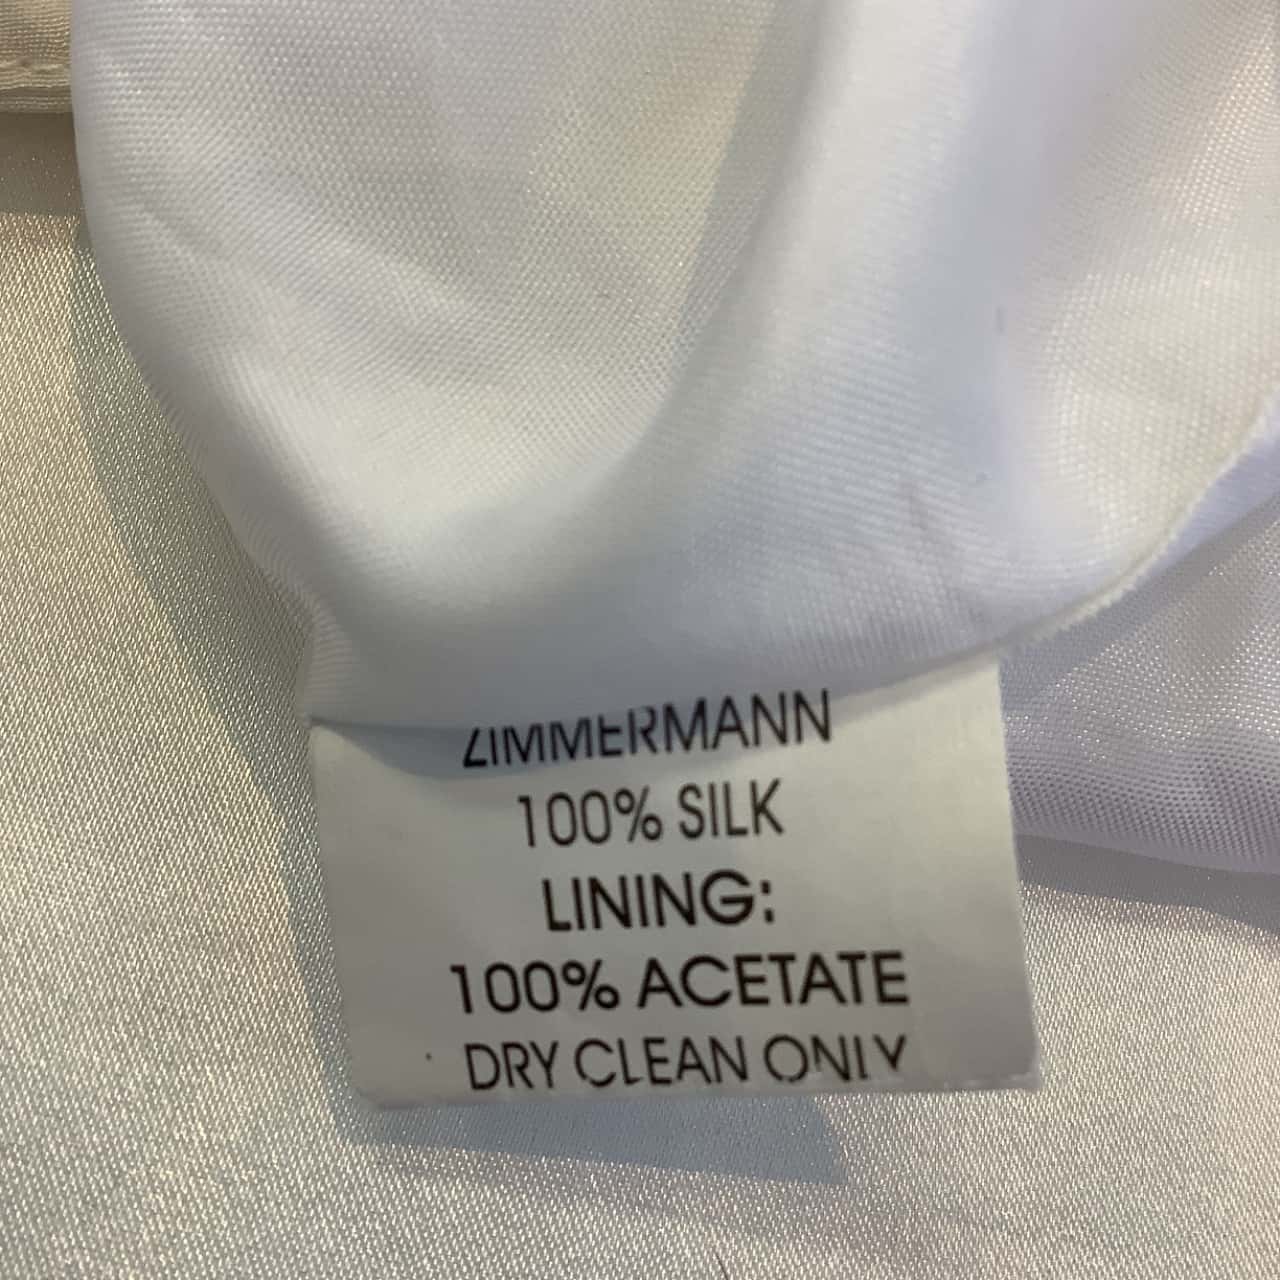 ZIMMERMANN
100% SILK
LINING:
100% ACETATE
DRY CLEAN ONLY